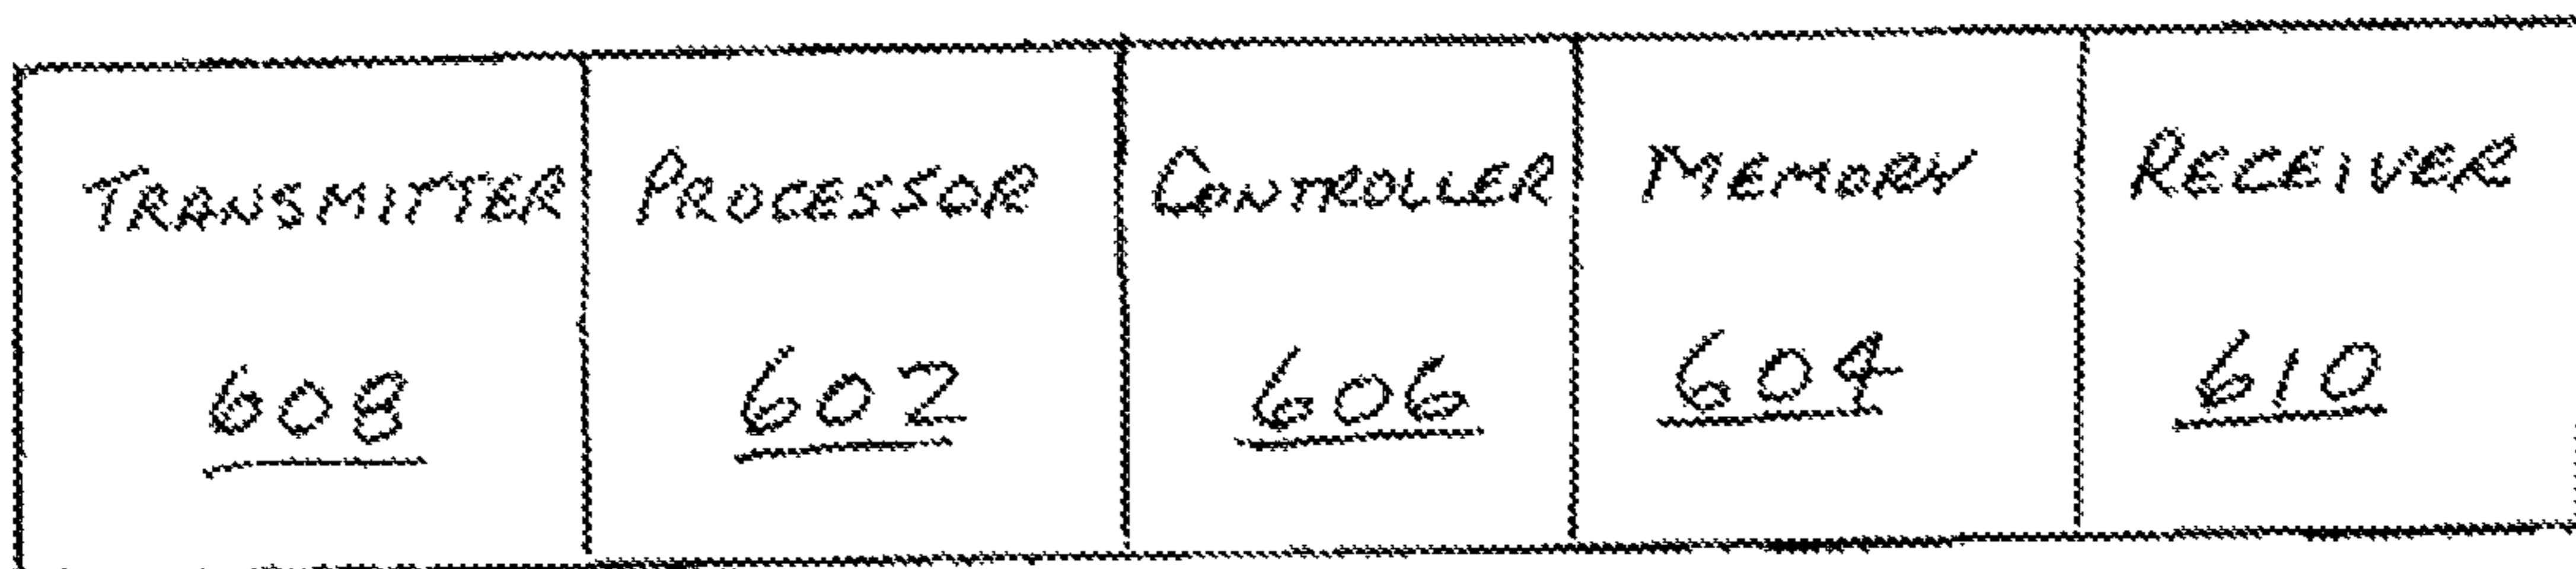 TRANSMITTER PROCESSOR CONTROLLER MEMORY RECEIVER
608 602 606 604 610